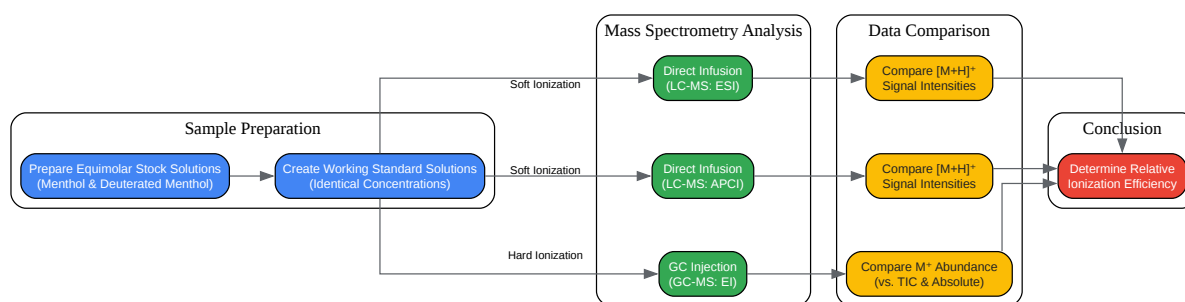 Sample Preparation
Prepare Equimolar Stock Solutions
(Menthol & Deuterated Menthol)
Create Working Standard Solutions
(Identical Concentrations)
Soft Ionization
Soft Ionization
Hard Ionization
Mass Spectrometry Analysis
Direct Infusion
(LC-MS: ESI)
Direct Infusion
(LC-MS: APCI)
GC Injection
(GC-MS: EI)
Data Comparison
Compare [M+H]⁺
Signal Intensities
Compare [M+H]⁺
Signal Intensities
Compare M⁺ Abundance
(vs. TIC & Absolute)
Conclusion
Determine Relative
Ionization Efficiency